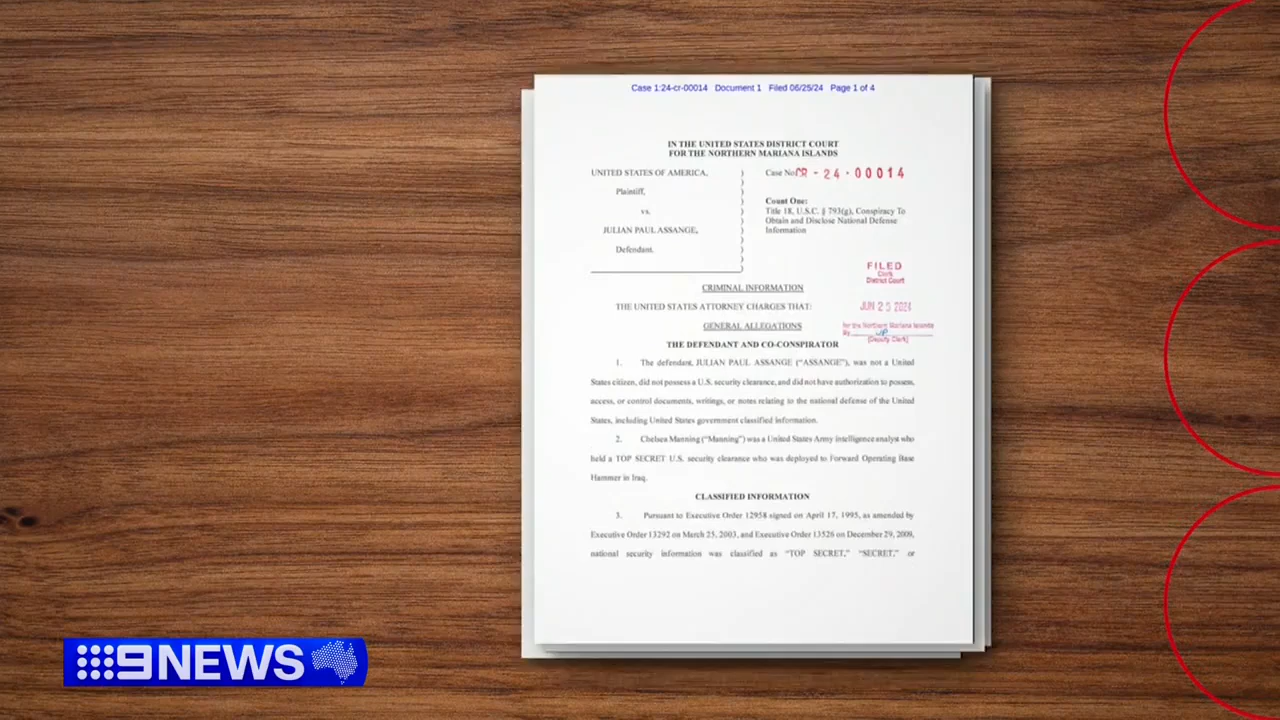 Case 1:24-cr-00014 Document 1 Filed 06/25/24 Page 1 of 4
IN THE UNITED STATES DISTRICT COURT
FOR THE NORTHERN MARIANA ISLANDS
UNITED STATES OF AMERICA,
Plaintiff,
vs.
JULIAN PAUL ASSANGE,
Defendant.
)
)
)
)
)
)
)
)
)
)
)
Case No. CR - 24 - 00014
Count One:
Title 18, U.S.C. § 793(g), Conspiracy To
Obtain and Disclose National Defense
Information
FILED
Clerk
District Court
JUN 25 2024
for the Northern Mariana Islands
By
(Deputy Clerk)
CRIMINAL INFORMATION
THE UNITED STATES ATTORNEY CHARGES THAT:
GENERAL ALLEGATIONS
THE DEFENDANT AND CO-CONSPIRATOR
1. The defendant, JULIAN PAUL ASSANGE (“ASSANGE”), was not a United
States citizen, did not possess a U.S. security clearance, and did not have authorization to possess,
access, or control documents, writings, or notes relating to the national defense of the United
States, including United States government classified information.
2. Chelsea Manning (“Manning”) was a United States Army intelligence analyst who
held a TOP SECRET U.S. security clearance who was deployed to Forward Operating Base
Hammer in Iraq.
CLASSIFIED INFORMATION
3. Pursuant to Executive Order 12958 signed on April 17, 1995, as amended by
Executive Order 13292 on March 25, 2003, and Executive Order 13526 on December 29, 2009,
national security information was classified as “TOP SECRET,” “SECRET,” or
9NEWS